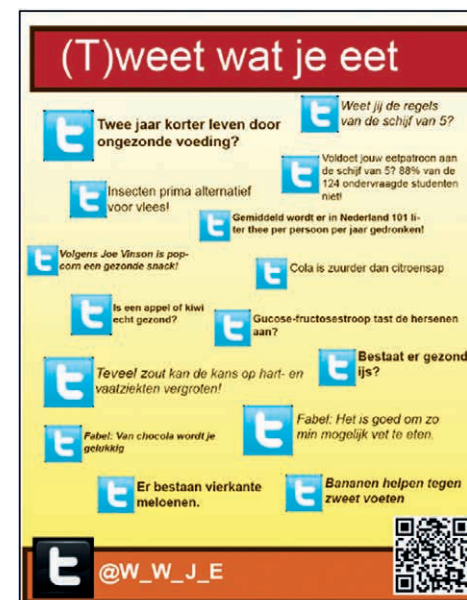 (T)weet wat je eet
Twee jaar korter leven door
ongezonde voeding?
Weet jij de regels
van de schijf van 5?
Voldoet jouw eetpatroon aan
de schijf van 5? 88% van de
124 ondervraagde studenten
niet!
Insecten prima alternatief
voor vlees!
Gemiddeld wordt er in Nederland 101 li-
ter thee per persoon per jaar gedronken!
Volgens Joe Vinson is pop-
corn een gezonde snack!
Cola is zuurder dan citroensap
Is een appel of kiwi
echt gezond?
Gucose-fructosestroop tast de hersenen
aan?
Bestaat er gezond
ijs?
Teveel zout kan de kans op hart- en
vaatziekten vergroten!
Fabel: Het is goed om zo
min mogelijk vet te eten.
Fabel: Van chocola wordt je
gelukkig
Er bestaan vierkante
meloenen.
Bananen helpen tegen
zweet voeten
@W_W_J_E